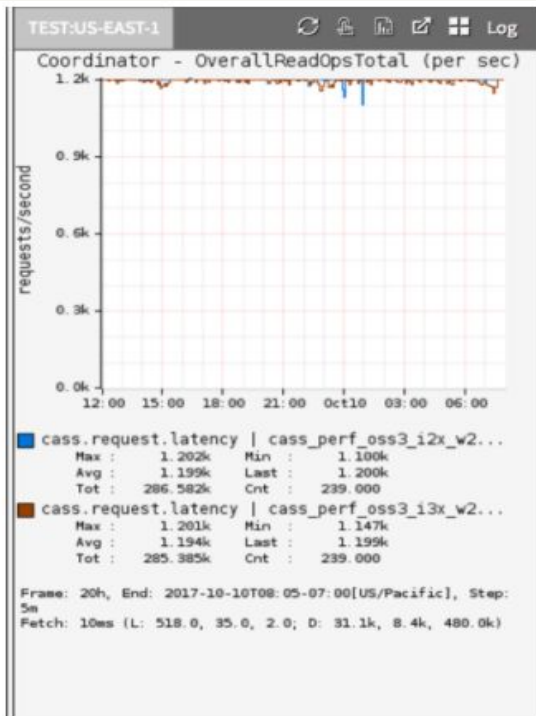 TEST:US-EAST-1 Log
Coordinator - OverallReadOpsTotal (per sec)
requests/second
1.2k
0.9k
0.6k
0.3k
0.0k
12:00 15:00 18:00 21:00 Oct10 03:00 06:00
cass.request.latency | cass_perf_oss3_i2x_w2...
Max : 1.202k Min : 1.100k
Avg : 1.199k Last : 1.200k
Tot : 286.582k Cnt : 239.000
cass.request.latency | cass_perf_oss3_i3x_w2...
Max : 1.201k Min : 1.147k
Avg : 1.194k Last : 1.199k
Tot : 285.385k Cnt : 239.000
Frame: 20h, End: 2017-10-10T08:05-07:00[US/Pacific], Step:
5m
Fetch: 10ms (L: 518.0, 35.0, 2.0; D: 31.1k, 8.4k, 480.0k)